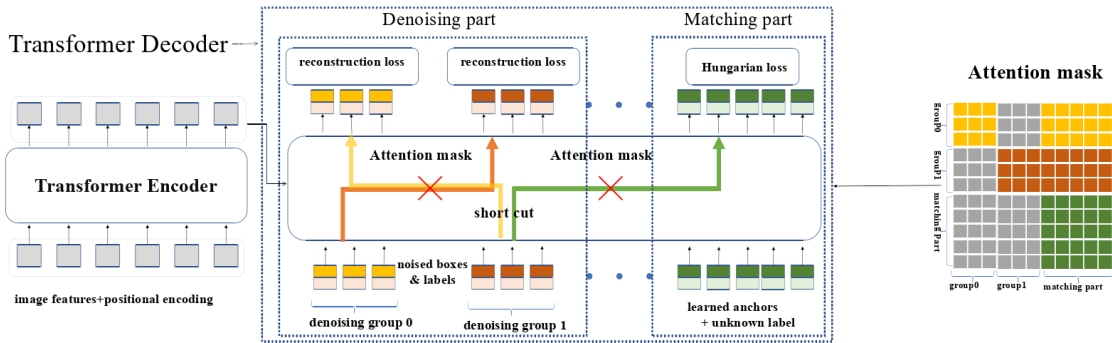 Denoising part
Matching part
Transformer Decoder
reconstruction loss
reconstruction loss
Hungarian loss
Attention mask
group0
group1
matching Part
group0
group1
matching part
Transformer Encoder
Attention mask
Attention mask
short cut
noised boxes
& labels
image features+positional encoding
denoising group 0
denoising group 1
learned anchors
+ unknown label